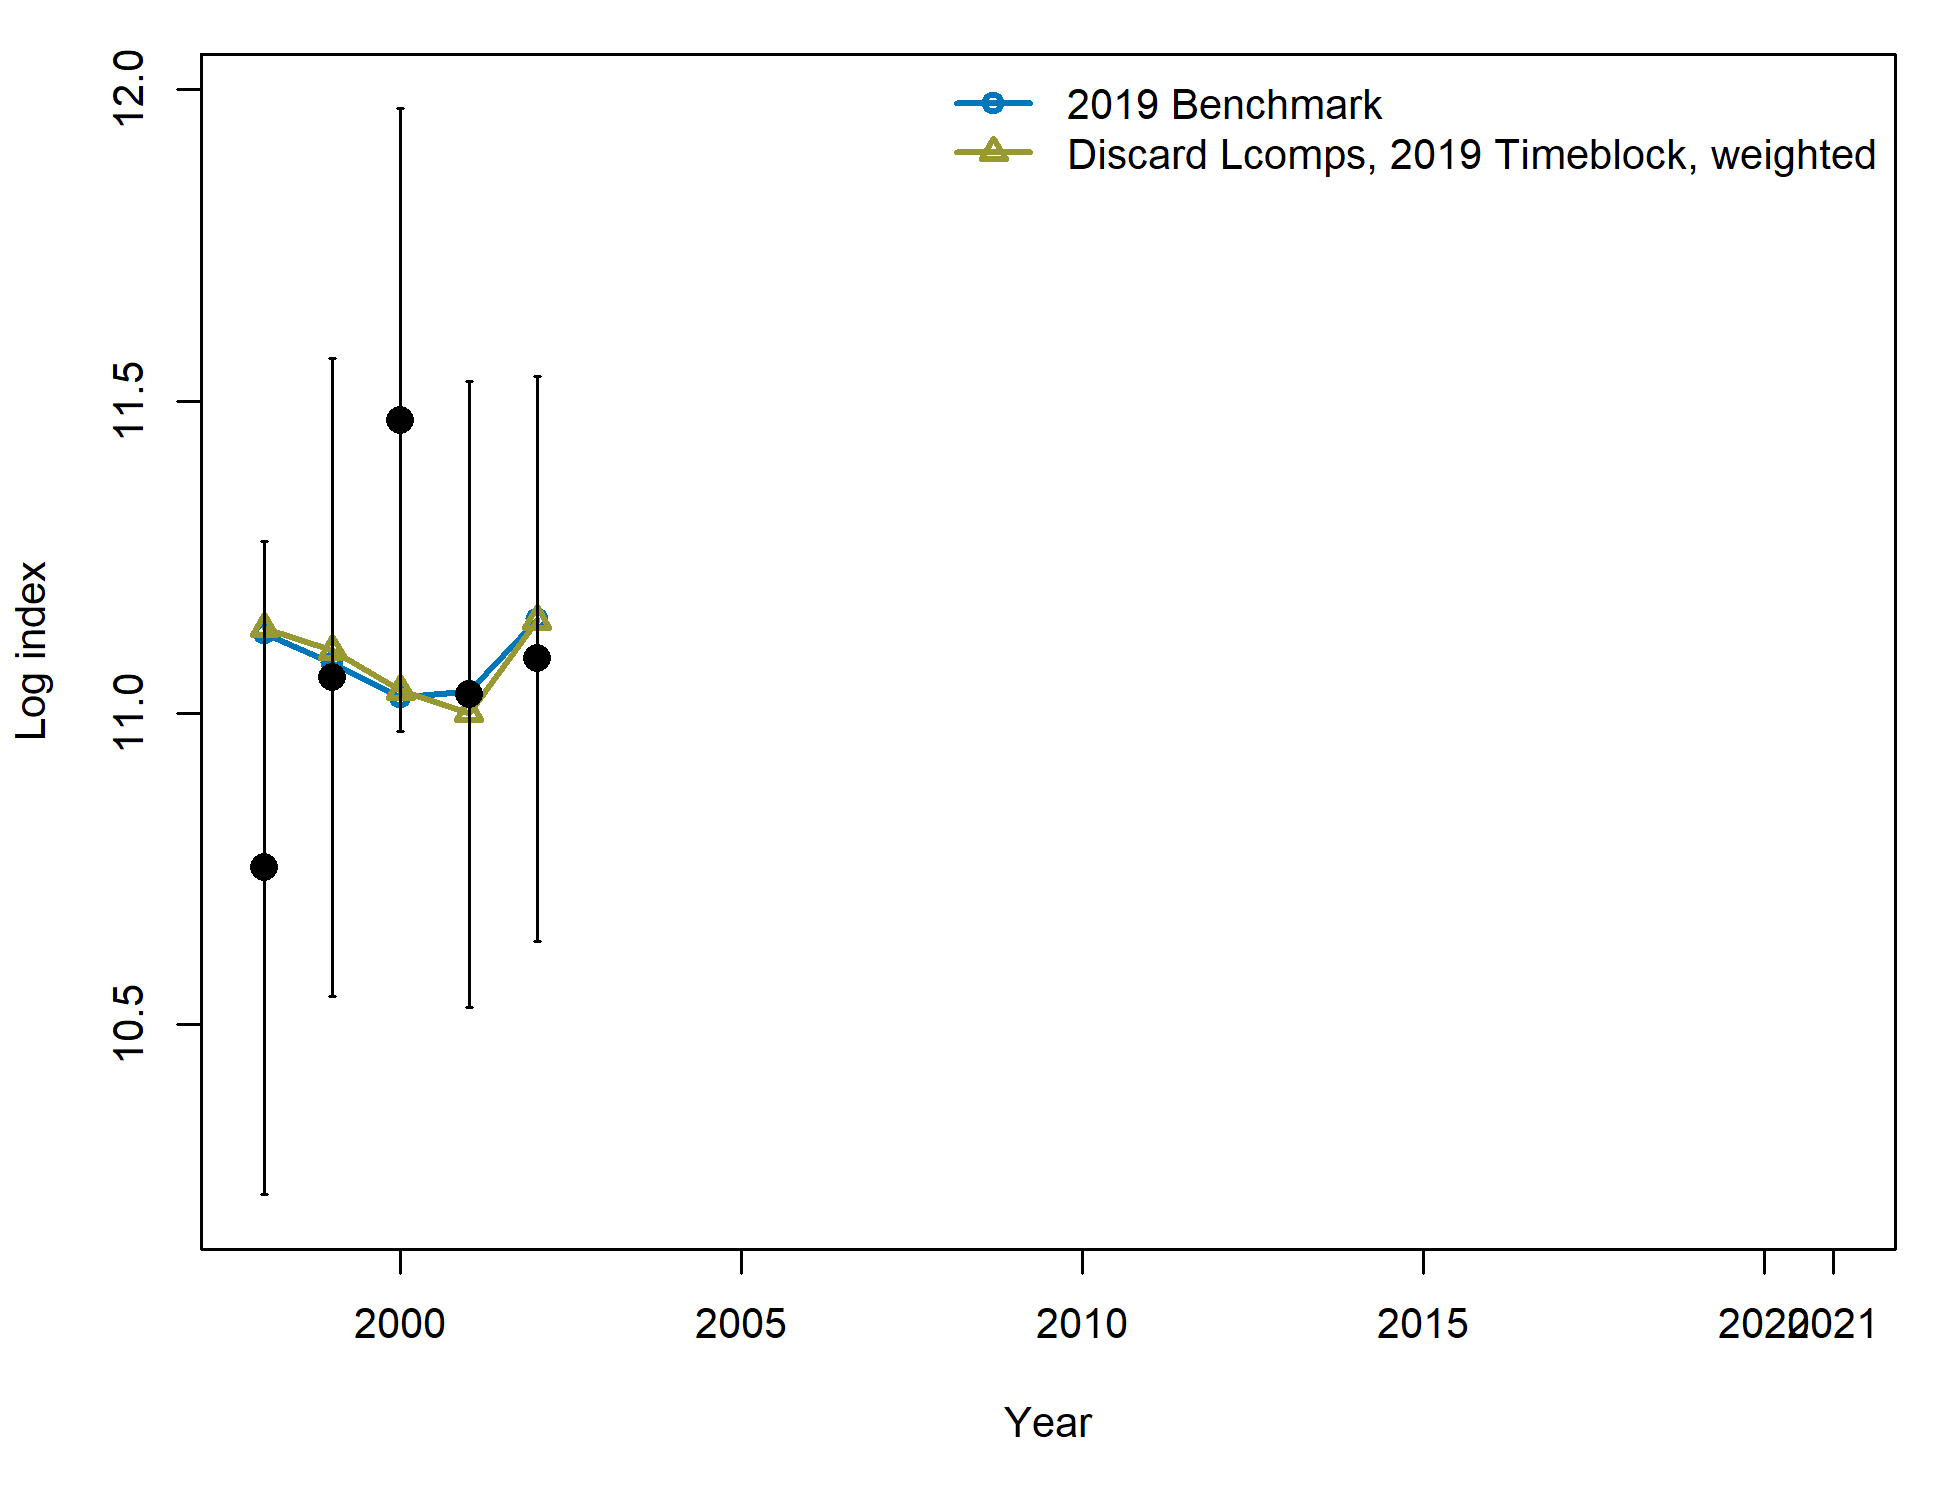 2019 Benchmark
Discard Lcomps, 2019 Timeblock, weighted
12.0
11.5
11.0
10.5
Log index
2000 2005 2010 2015 2020 2021
Year